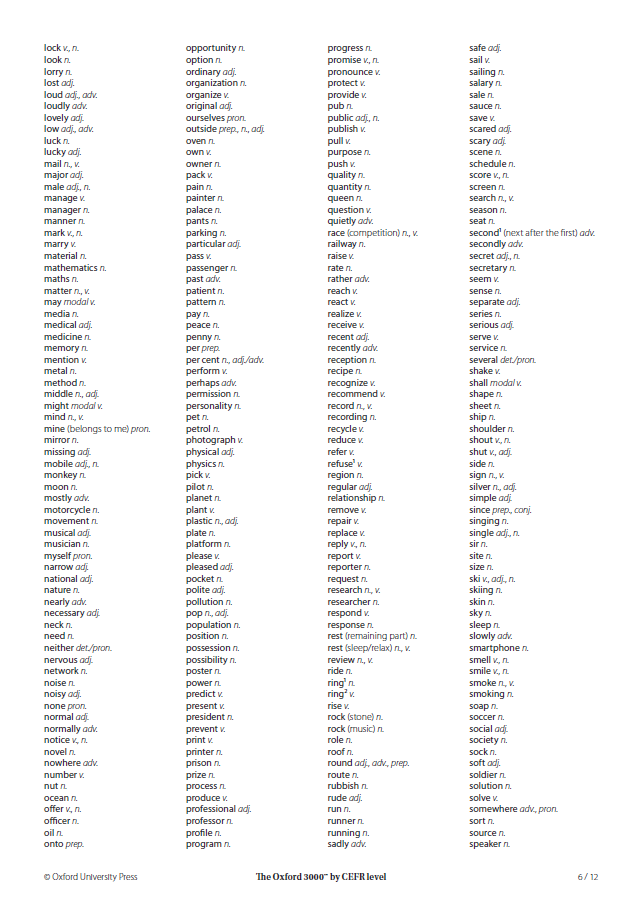 lock v., n.
look n.
lorry n.
lost adj.
loud adj., adv.
loudly adv.
lovely adj.
low adj., adv.
luck n.
lucky adj.
mail n., v.
major adj.
male adj., n.
manage v.
manager n.
manner n.
mark v., n.
marry v.
material n.
mathematics n.
maths n.
matter n., v.
may modal v.
media n.
medical adj.
medicine n.
memory n.
mention v.
metal n.
method n.
middle n., adj.
might modal v.
mind n., v.
mine (belongs to me) pron.
mirror n.
missing adj.
mobile adj., n.
monkey n.
moon n.
mostly adv.
motorcycle n.
movement n.
musical adj.
musician n.
myself pron.
narrow adj.
national adj.
nature n.
nearly adv.
necessary adj.
neck n.
need n.
neither det./pron.
nervous adj.
network n.
noise n.
noisy adj.
none pron.
normal adj.
normally adv.
notice v., n.
novel n.
nowhere adv.
number v.
nut n.
ocean n.
offer v., n.
officer n.
oil n.
onto prep.
opportunity n.
option n.
ordinary adj.
organization n.
organize v.
original adj.
ourselves pron.
outside prep., n., adj.
oven n.
own v.
owner n.
pack v.
pain n.
painter n.
palace n.
pants n.
parking n.
particular adj.
pass v.
passenger n.
past adv.
patient n.
pattern n.
pay n.
peace n.
penny n.
per prep.
per cent n., adj./adv.
perform v.
perhaps adv.
permission n.
personality n.
pet n.
petrol n.
photograph v.
physical adj.
physics n.
pick v.
pilot n.
planet n.
plant v.
plastic n., adj.
plate n.
platform n.
please v.
pleased adj.
pocket n.
polite adj.
pollution n.
pop n., adj.
population n.
position n.
possession n.
possibility n.
poster n.
power n.
predict v.
present v.
president n.
prevent v.
print v.
printer n.
prison n.
prize n.
process n.
produce v.
professional adj.
professor n.
profile n.
program n.
progress n.
promise v., n.
pronounce v.
protect v.
provide v.
pub n.
public adj., n.
publish v.
pull v.
purpose n.
push v.
quality n.
quantity n.
queen n.
question v.
quietly adv.
race (competition) n., v.
railway n.
raise v.
rate n.
rather adv.
reach v.
react v.
realize v.
receive v.
recent adj.
recently adv.
reception n.
recipe n.
recognize v.
recommend v.
record n., v.
recording n.
recycle v.
reduce v.
refer v.
refuse¹ v.
region n.
regular adj.
relationship n.
remove v.
repair v.
replace v.
reply v., n.
report v.
reporter n.
request n.
research n., v.
researcher n.
respond v.
response n.
rest (remaining part) n.
rest (sleep/relax) n., v.
review n., v.
ride n.
ring¹ n.
ring² v.
rise v.
rock (stone) n.
rock (music) n.
role n.
roof n.
round adj., adv., prep.
route n.
rubbish n.
rude adj.
run n.
runner n.
running n.
sadly adv.
safe adj.
sail v.
sailing n.
salary n.
sale n.
sauce n.
save v.
scared adj.
scary adj.
scene n.
schedule n.
score v., n.
screen n.
search n., v.
season n.
seat n.
second¹ (next after the first) adv.
secondly adv.
secret adj., n.
secretary n.
seem v.
sense n.
separate adj.
series n.
serious adj.
serve v.
service n.
several det./pron.
shake v.
shall modal v.
shape n.
sheet n.
ship n.
shoulder n.
shout v., n.
shut v., adj.
side n.
sign n., v.
silver n., adj.
simple adj.
since prep., conj.
singing n.
single adj., n.
sir n.
site n.
size n.
ski v., adj., n.
skiing n.
skin n.
sky n.
sleep n.
slowly adv.
smartphone n.
smell v., n.
smile v., n.
smoke n., v.
smoking n.
soap n.
soccer n.
social adj.
society n.
sock n.
soft adj.
soldier n.
solution n.
solve v.
somewhere adv., pron.
sort n.
source n.
speaker n.
© Oxford University Press
The Oxford 3000™ by CEFR level
6 / 12